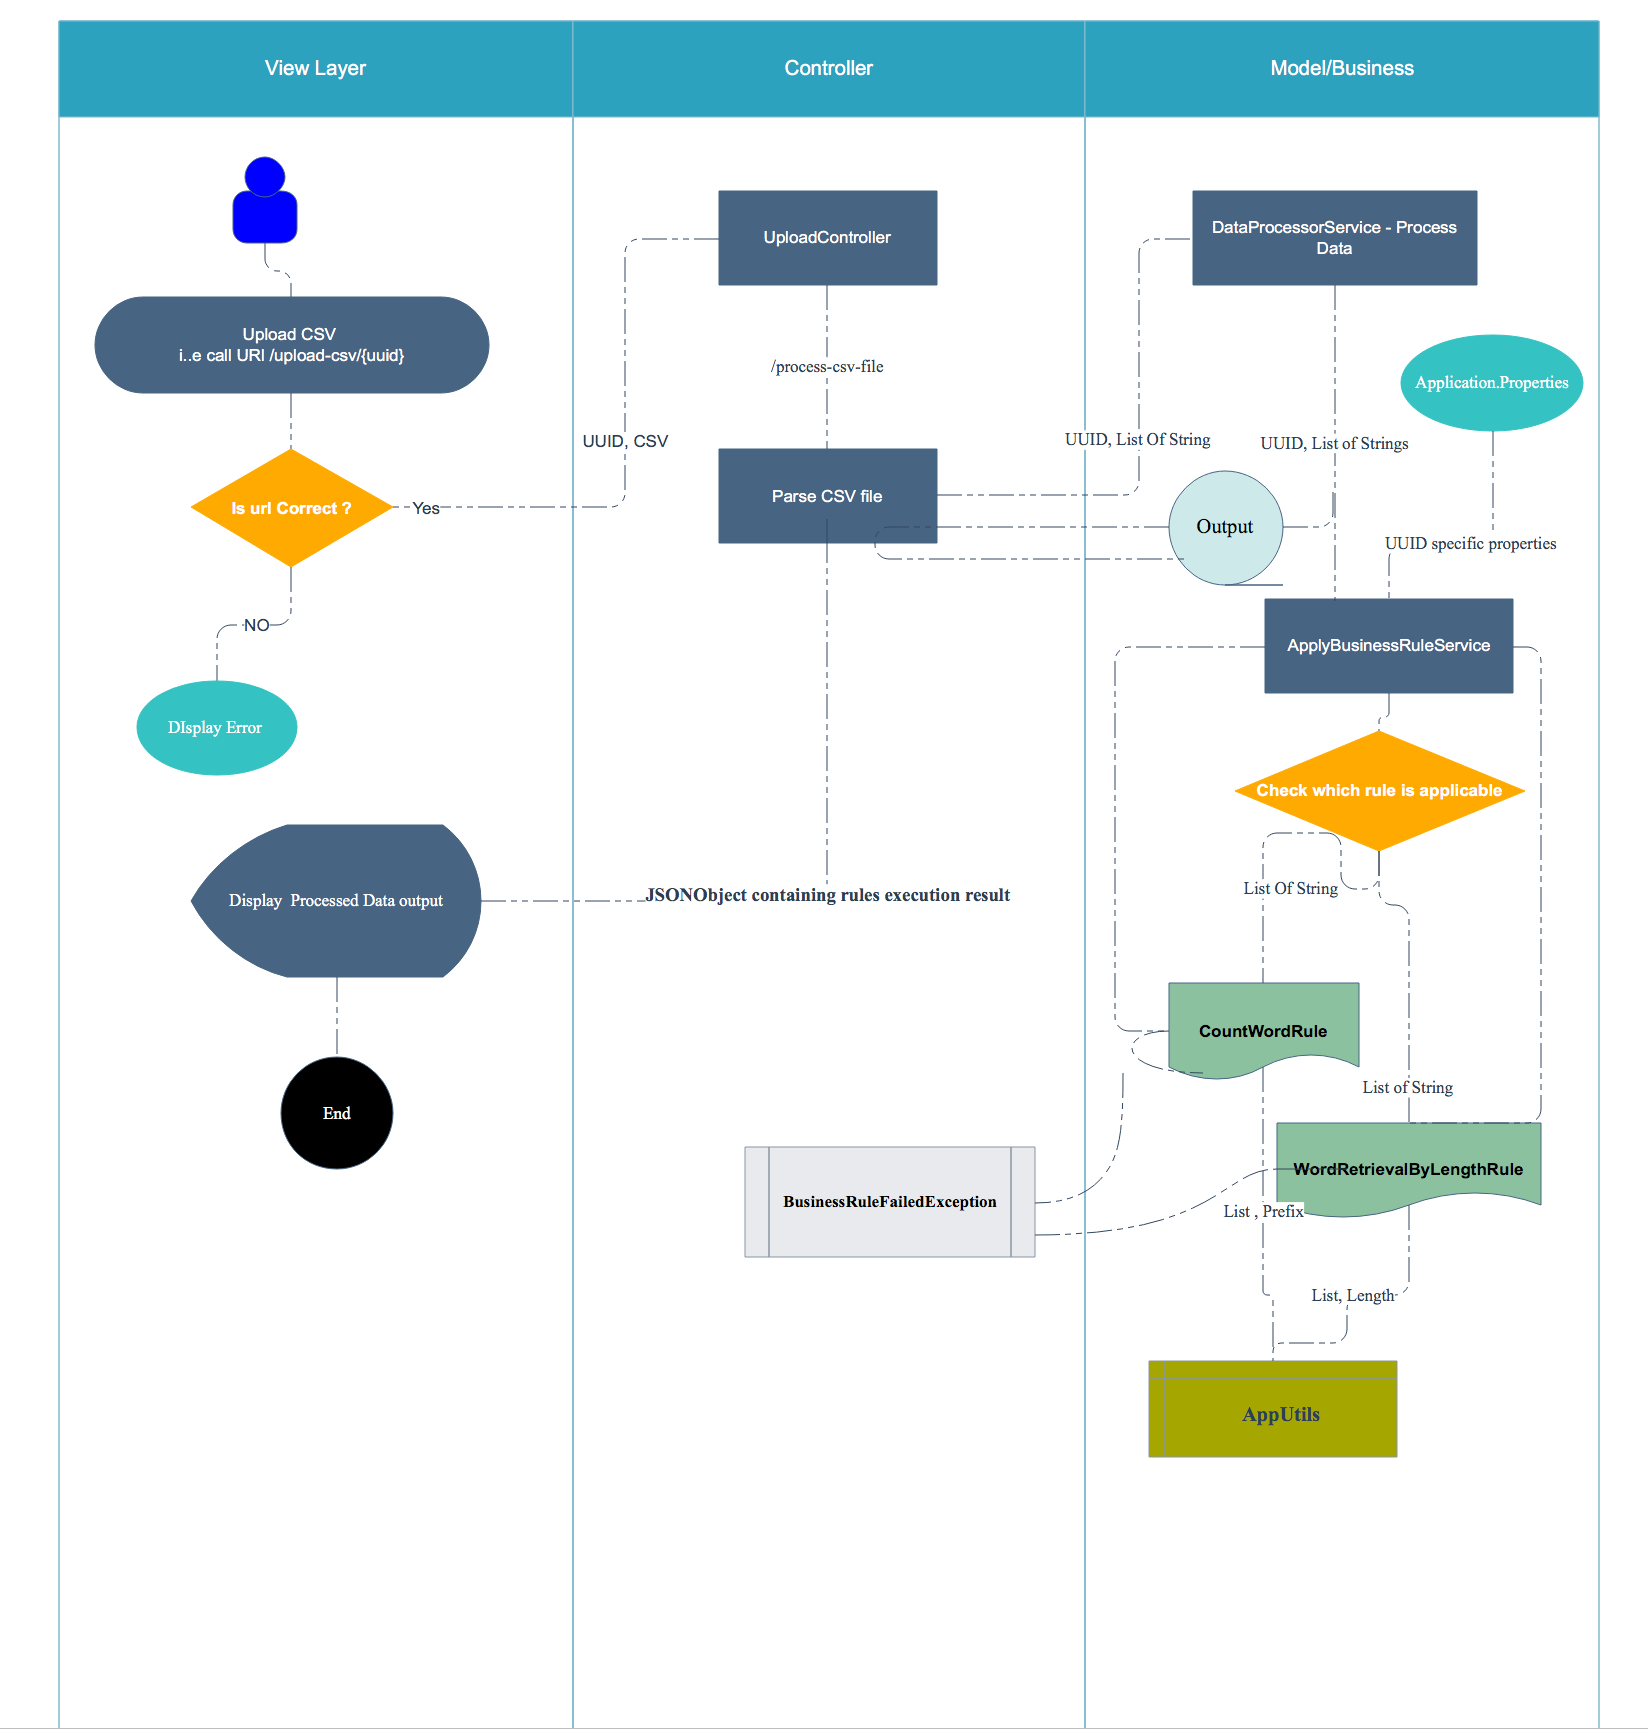 View Layer
Controller
Model/Business
Upload CSV
i..e call URI /upload-csv/{uuid}
Is url Correct ?
Yes
NO
DIsplay Error
Display  Processed Data output
End
UUID, CSV
UploadController
/process-csv-file
Parse CSV file
JSONObject containing rules execution result
BusinessRuleFailedException
DataProcessorService - Process
Data
Application.Properties
UUID, List Of String
UUID, List of Strings
Output
UUID specific properties
ApplyBusinessRuleService
Check which rule is applicable
List Of String
CountWordRule
List of String
WordRetrievalByLengthRule
List , Prefix
List, Length
AppUtils